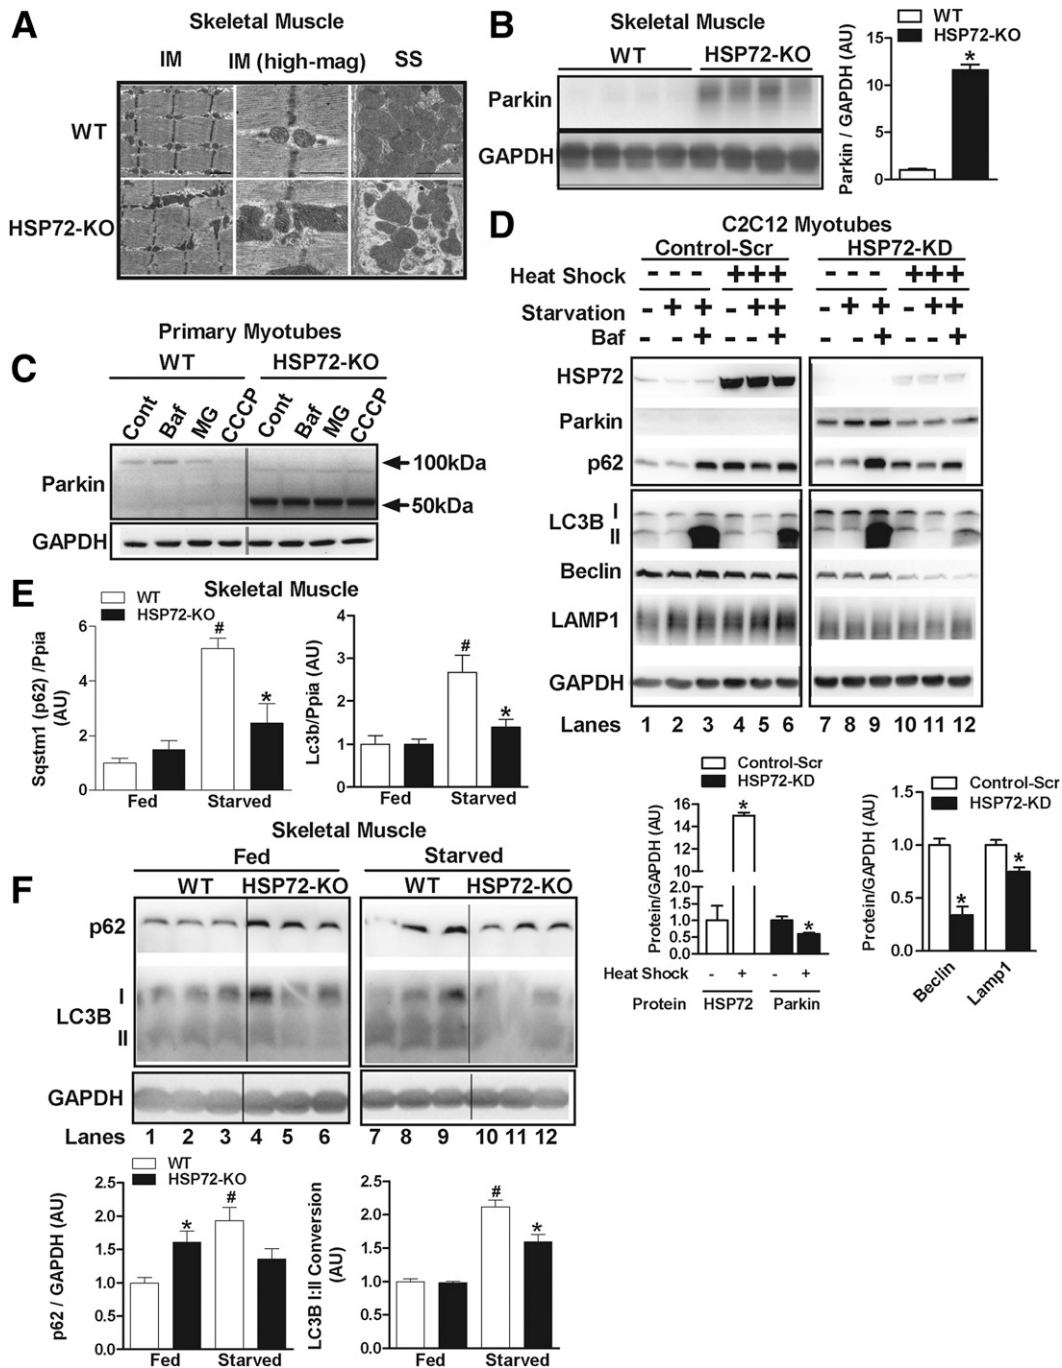 A
Skeletal Muscle
IM IM (high-mag) SS
WT
HSP72-KO
B
Skeletal Muscle
WT HSP72-KO
Parkin
GAPDH
WT
HSP72-KO
Parkin / GAPDH (AU)
15
10
5
0
*
C
Primary Myotubes
WT HSP72-KO
Cont Baf MG CCCP Cont Baf MG CCCP
Parkin
100kDa
50kDa
GAPDH
D
C2C12 Myotubes
Control-Scr HSP72-KD
Heat Shock - - - + + + - - - + + +
Starvation - + + - + + - + + - + +
Baf + + + +
HSP72
Parkin
p62
LC3B I
II
Beclin
LAMP1
GAPDH
Lanes 1 2 3 4 5 6 7 8 9 10 11 12
Control-Scr
HSP72-KD
Protein/GAPDH (AU)
16
14
12
10
2.0
1.5
1.0
0.5
0.0
* *
Heat Shock - + - +
Protein HSP72 Parkin
Control-Scr
HSP72-KD
Protein/GAPDH (AU)
1.5
1.0
0.5
0.0
* *
Beclin Lamp1
E
Skeletal Muscle
WT
HSP72-KO
Sqstm1 (p62) /Ppia
(AU)
6
4
2
0
# *
Fed Starved
Lc3b/Ppia (AU)
4
3
2
1
0
# *
Fed Starved
F
Skeletal Muscle
Fed Starved
WT HSP72-KO WT HSP72-KO
p62
LC3B I
II
GAPDH
Lanes 1 2 3 4 5 6 7 8 9 10 11 12
WT
HSP72-KO
p62 / GAPDH (AU)
2.5
2.0
1.5
1.0
0.5
0.0
* #
Fed Starved
LC3B I:II Conversion
(AU)
2.5
2.0
1.5
1.0
0.5
0.0
# *
Fed Starved